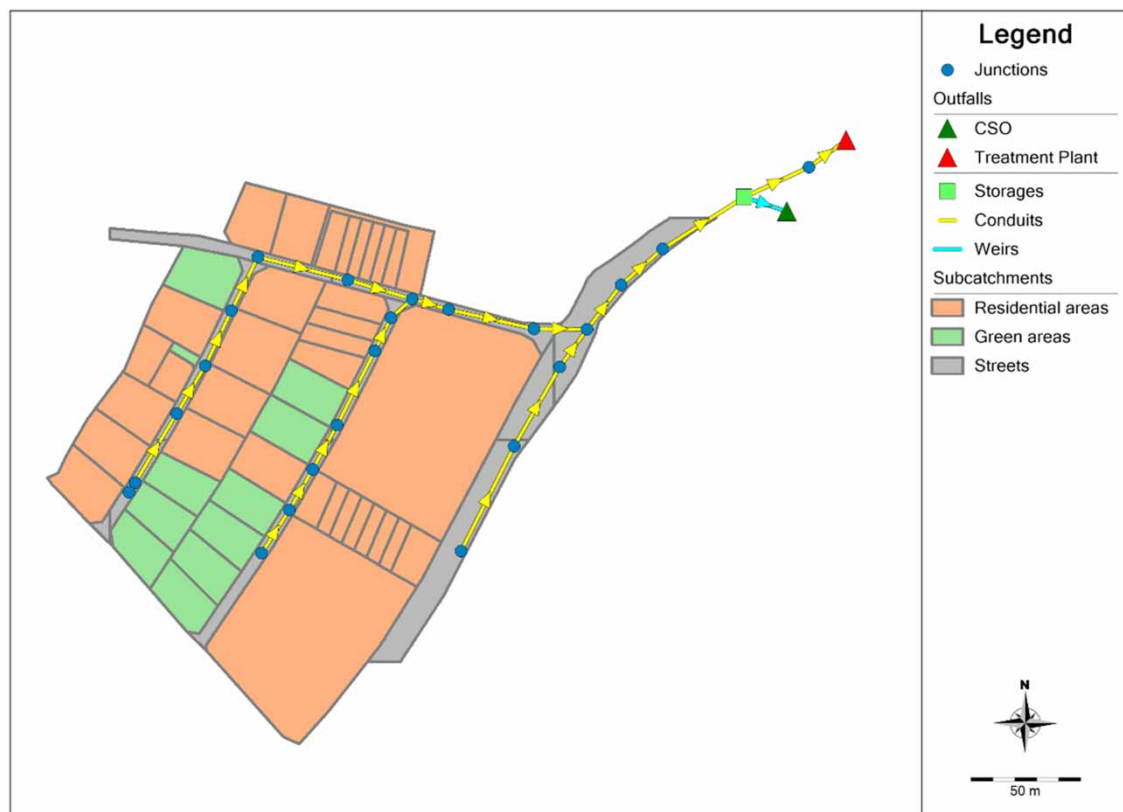 Legend
Junctions
Outfalls
CSO
Treatment Plant
Storages
Conduits
Weirs
Subcatchments
Residential areas
Green areas
Streets
N
50 m